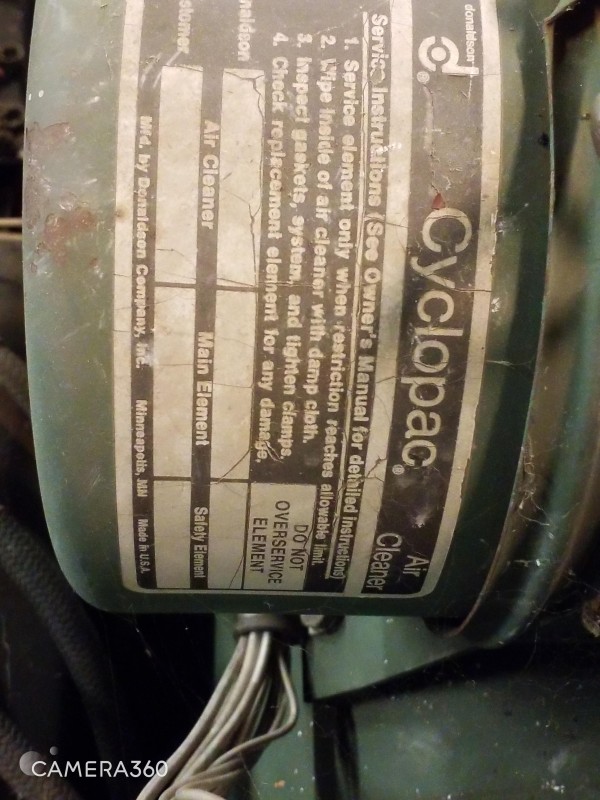 donaldson
d ®
Cyclopac® Air Cleaner
Service Instructions (See Owner's Manual for detailed instructions)
1. Service element only when restriction reaches allowable limit.
2. Wipe inside of air cleaner with damp cloth.
3. Inspect gaskets, system, and tighten clamps.
4. Check replacement element for any damage.
DO NOT
OVERSERVICE
ELEMENT
naldson
Air Cleaner Main Element Safety Element
stomer
Mfd. by Donaldson Company, Inc. Minneapolis, MN Made in U.S.A.
CAMERA360